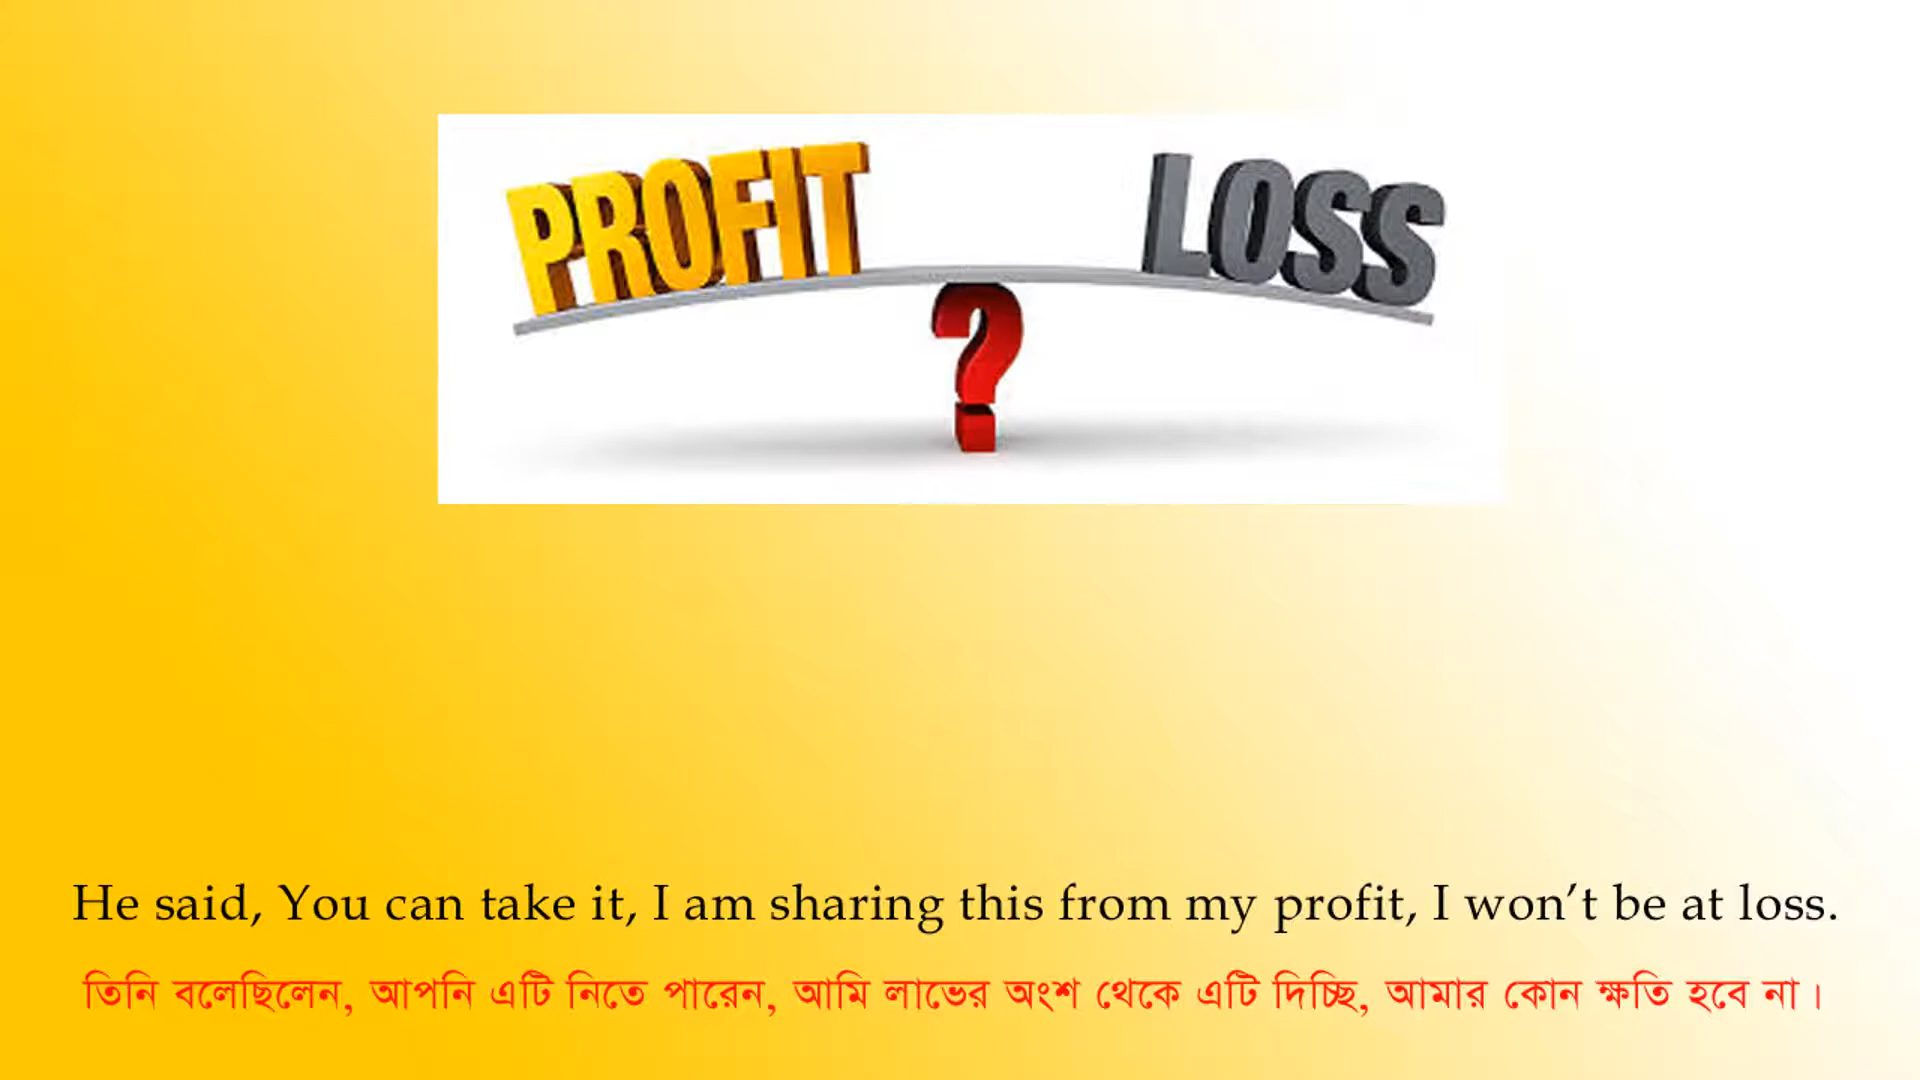 PROFIT LOSS
?
He said, You can take it, I am sharing this from my profit, I won’t be at loss.
তিনি বলেছিলেন, আপনি এটি নিতে পারেন, আমি লাভের অংশ থেকে এটি দিচ্ছি, আমার কোন ক্ষতি হবে না।